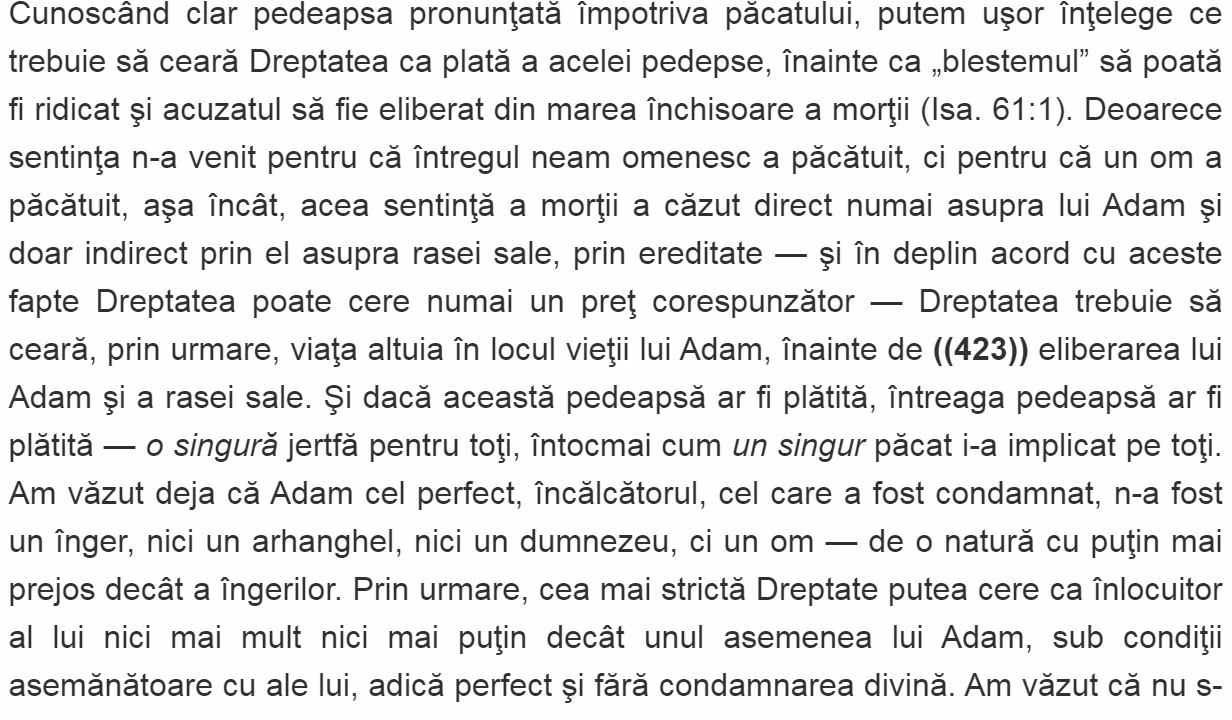 Cunoscând clar pedeapsa pronunţată împotriva păcatului, putem uşor înţelege ce
trebuie să ceară Dreptatea ca plată a acelei pedepse, înainte ca „blestemul” să poată
fi ridicat şi acuzatul să fie eliberat din marea închisoare a morţii (Isa. 61:1). Deoarece
sentinţa n-a venit pentru că întregul neam omenesc a păcătuit, ci pentru că un om a
păcătuit, aşa încât, acea sentinţă a morţii a căzut direct numai asupra lui Adam şi
doar indirect prin el asupra rasei sale, prin ereditate — şi în deplin acord cu aceste
fapte Dreptatea poate cere numai un preţ corespunzător — Dreptatea trebuie să
ceară, prin urmare, viaţa altuia în locul vieţii lui Adam, înainte de ((423)) eliberarea lui
Adam şi a rasei sale. Şi dacă această pedeapsă ar fi plătită, întreaga pedeapsă ar fi
plătită — o singură jertfă pentru toţi, întocmai cum un singur păcat i-a implicat pe toţi.
Am văzut deja că Adam cel perfect, încălcătorul, cel care a fost condamnat, n-a fost
un înger, nici un arhanghel, nici un dumnezeu, ci un om — de o natură cu puţin mai
prejos decât a îngerilor. Prin urmare, cea mai strictă Dreptate putea cere ca înlocuitor
al lui nici mai mult nici mai puţin decât unul asemenea lui Adam, sub condiţii
asemănătoare cu ale lui, adică perfect şi fără condamnarea divină. Am văzut că nu s-